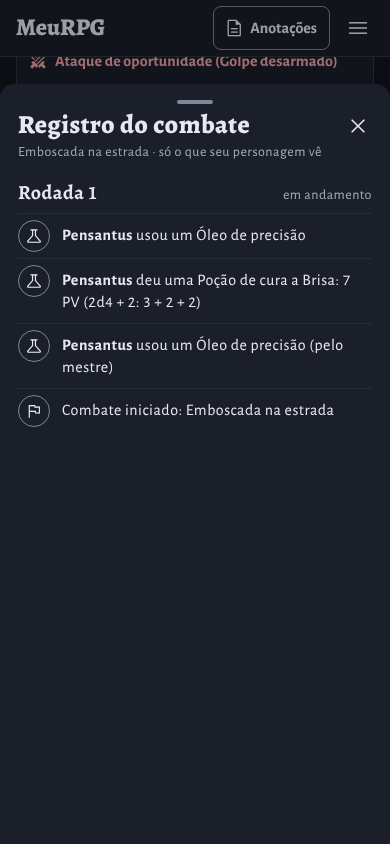 MeuRPG
Anotações
Ataque de oportunidade (Golpe desarmado)
Registro do combate
Emboscada na estrada · só o que seu personagem vê
Rodada 1
em andamento
Pensantus usou um Óleo de precisão
Pensantus deu uma Poção de cura a Brisa: 7
PV (2d4 + 2: 3 + 2 + 2)
Pensantus usou um Óleo de precisão (pelo
mestre)
Combate iniciado: Emboscada na estrada